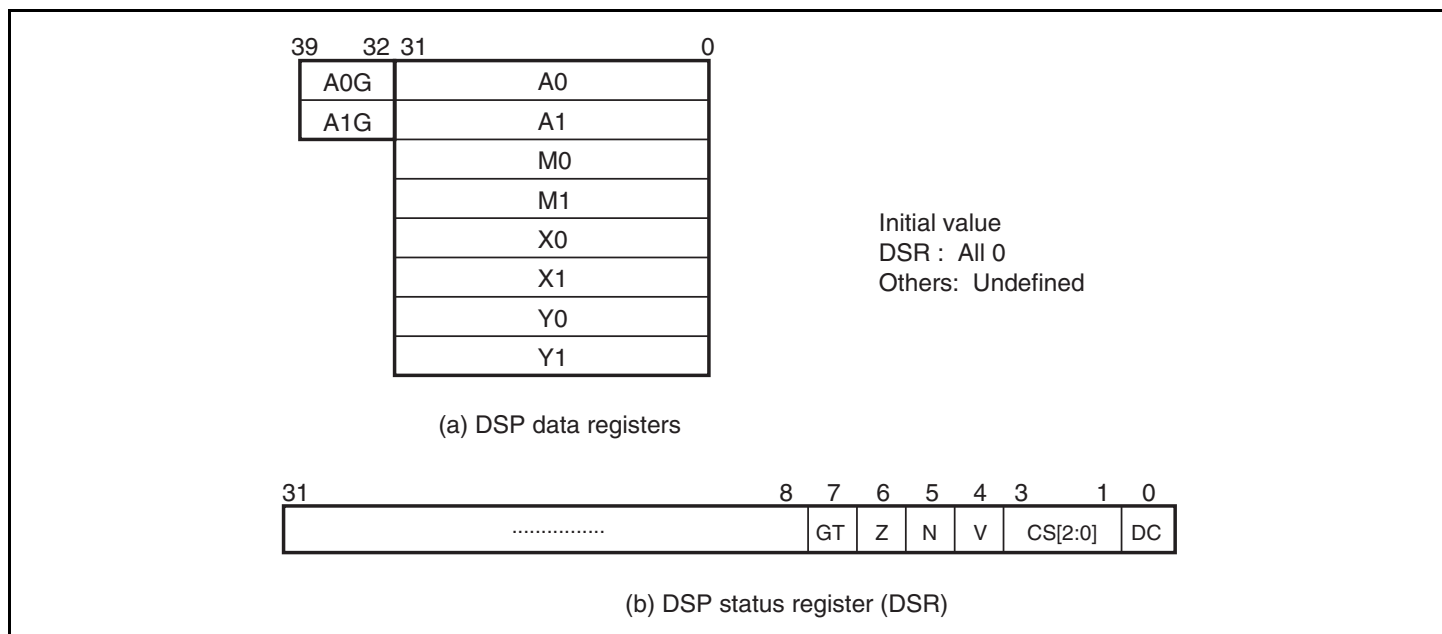 39 32 31 0
A0G A0
A1G A1
M0
M1
X0
X1
Y0
Y1
Initial value
DSR : All 0
Others: Undefined
(a) DSP data registers
31 8 7 6 5 4 3 1 0
................ GT Z N V CS[2:0] DC
(b) DSP status register (DSR)